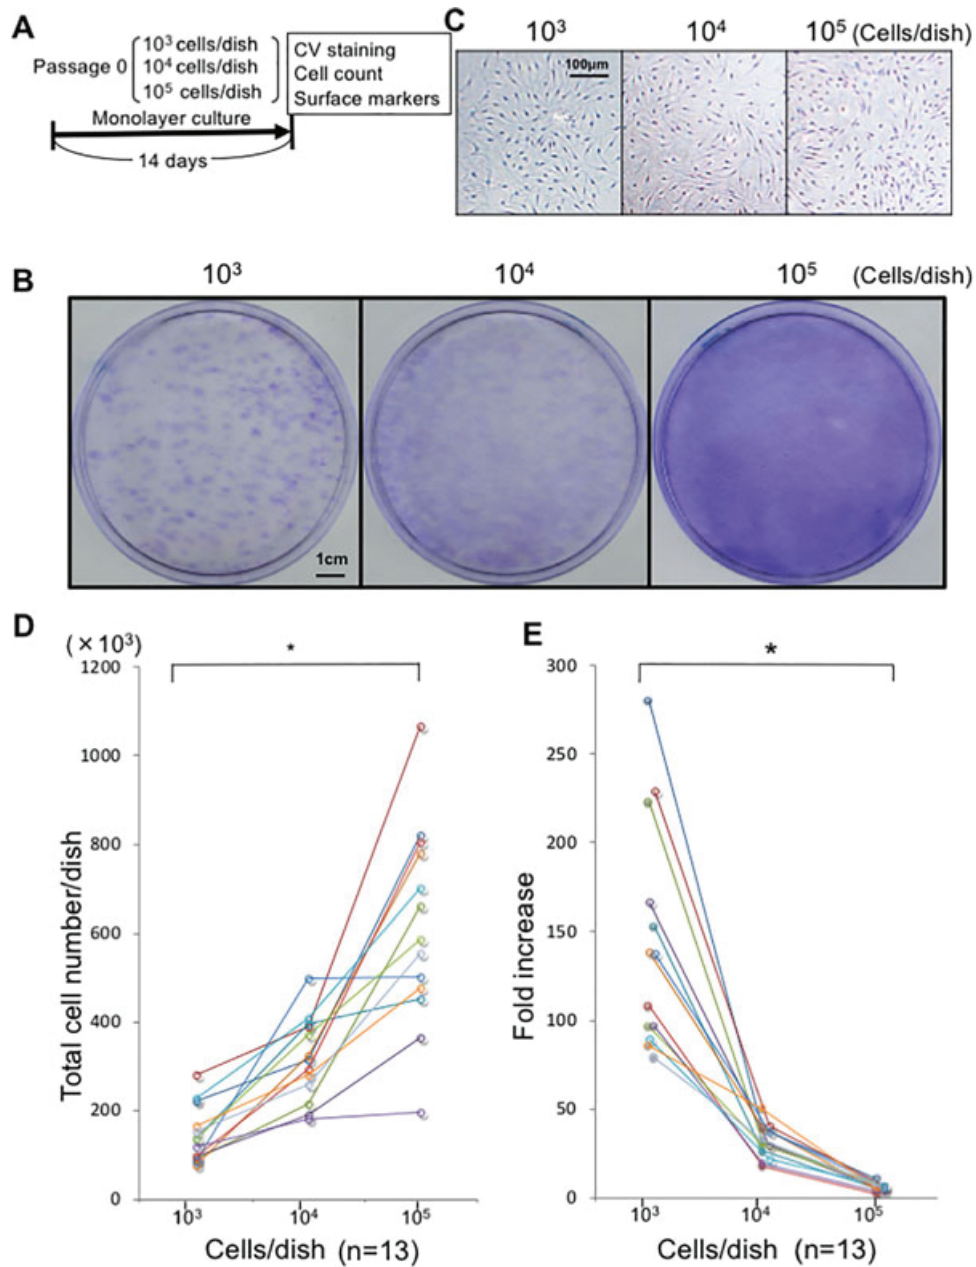 A
Passage 0
10³ cells/dish
10⁴ cells/dish
10⁵ cells/dish
CV staining
Cell count
Surface markers
Monolayer culture
14 days
C
10³ 10⁴ 10⁵ (Cells/dish)
100μm
B
10³ 10⁴ 10⁵ (Cells/dish)
1cm
D
(×10³)
*
1200
1000
800
600
400
200
0
Total cell number/dish
10³ 10⁴ 10⁵
Cells/dish (n=13)
E
*
300
250
200
150
100
50
0
Fold increase
10³ 10⁴ 10⁵
Cells/dish (n=13)